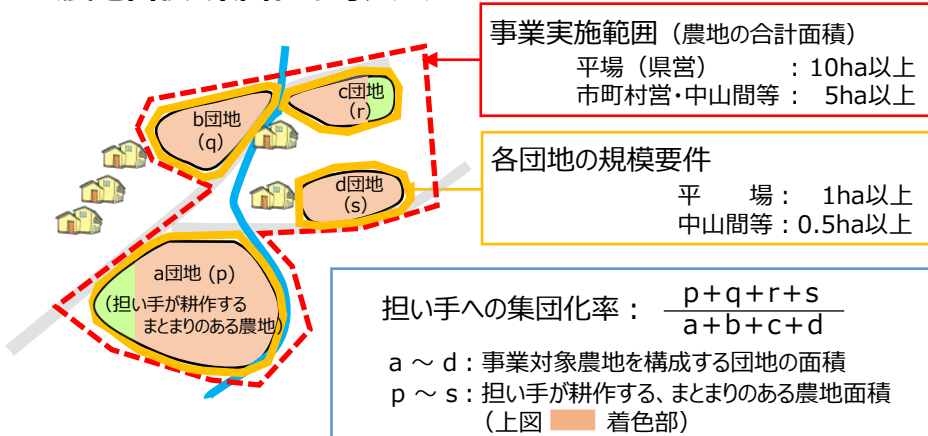 事業実施範囲（農地の合計面積）
平場（県営）　　：10ha以上
市町村営・中山間等： 5ha以上
各団地の規模要件
平　　場： 1ha以上
中山間等：0.5ha以上
b団地
(q)
c団地
(r)
d団地
(s)
a団地 (p)
(担い手が耕作する
まとまりのある農地)
担い手への集団化率： p+q+r+s
a+b+c+d
a ～ d：事業対象農地を構成する団地の面積
p ～ s：担い手が耕作する、まとまりのある農地面積
(上図　　着色部)